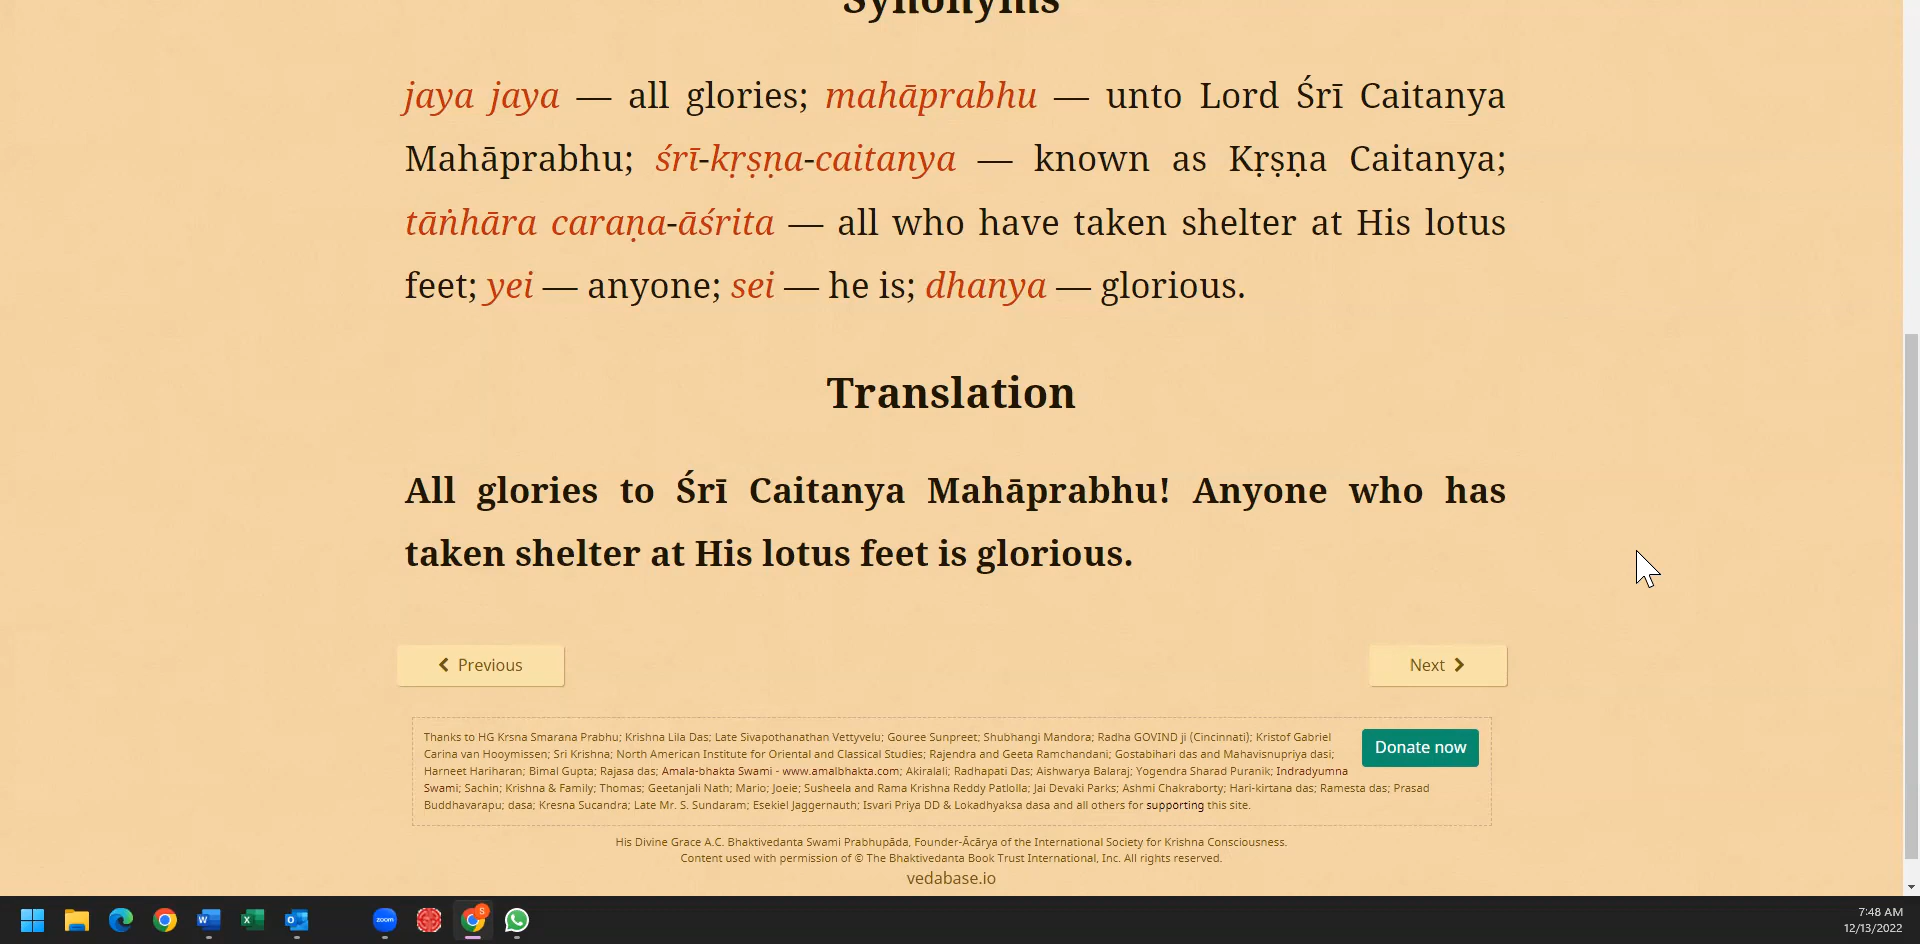 Synonyms
jaya jaya — all glories; mahāprabhu — unto Lord Śrī Caitanya
Mahāprabhu; śrī-kṛṣṇa-caitanya — known as Kṛṣṇa Caitanya;
tāṅhāra caraṇa-āśrita — all who have taken shelter at His lotus
feet; yei — anyone; sei — he is; dhanya — glorious.
Translation
All glories to Śrī Caitanya Mahāprabhu! Anyone who has
taken shelter at His lotus feet is glorious.
Previous
Next
Thanks to HG Krsna Smarana Prabhu; Krishna Lila Das; Late Sivapothanathan Vettyvelu; Gouree Sunpreet; Shubhangi Mandora; Radha GOVIND ji (Cincinnati); Kristof Gabriel
Carina van Hooymissen; Sri Krishna; North American Institute for Oriental and Classical Studies; Rajendra and Geeta Ramchandani; Gostabihari das and Mahavisnupriya dasi;
Harneet Hariharan; Bimal Gupta; Rajasa das; Amala-bhakta Swami - www.amalbhakta.com; Akiralali; Radhapati Das; Aishwarya Balaraj; Yogendra Sharad Puranik; Indradyumna
Swami; Sachin; Krishna & Family; Thomas; Geetanjali Nath; Mario; Joeie; Susheela and Rama Krishna Reddy Patlolla; Jai Devaki Parks; Ashmi Chakraborty; Hari-kirtana das; Ramesta das; Prasad
Buddhavarapu; dasa; Kresna Sucandra; Late Mr. S. Sundaram; Esekiel Jaggernauth; Isvari Priya DD & Lokadhyaksa dasa and all others for supporting this site.
Donate now
His Divine Grace A.C. Bhaktivedanta Swami Prabhupāda, Founder-Ācārya of the International Society for Krishna Consciousness.
Content used with permission of © The Bhaktivedanta Book Trust International, Inc. All rights reserved.
vedabase.io
zoom
S
7:48 AM
12/13/2022